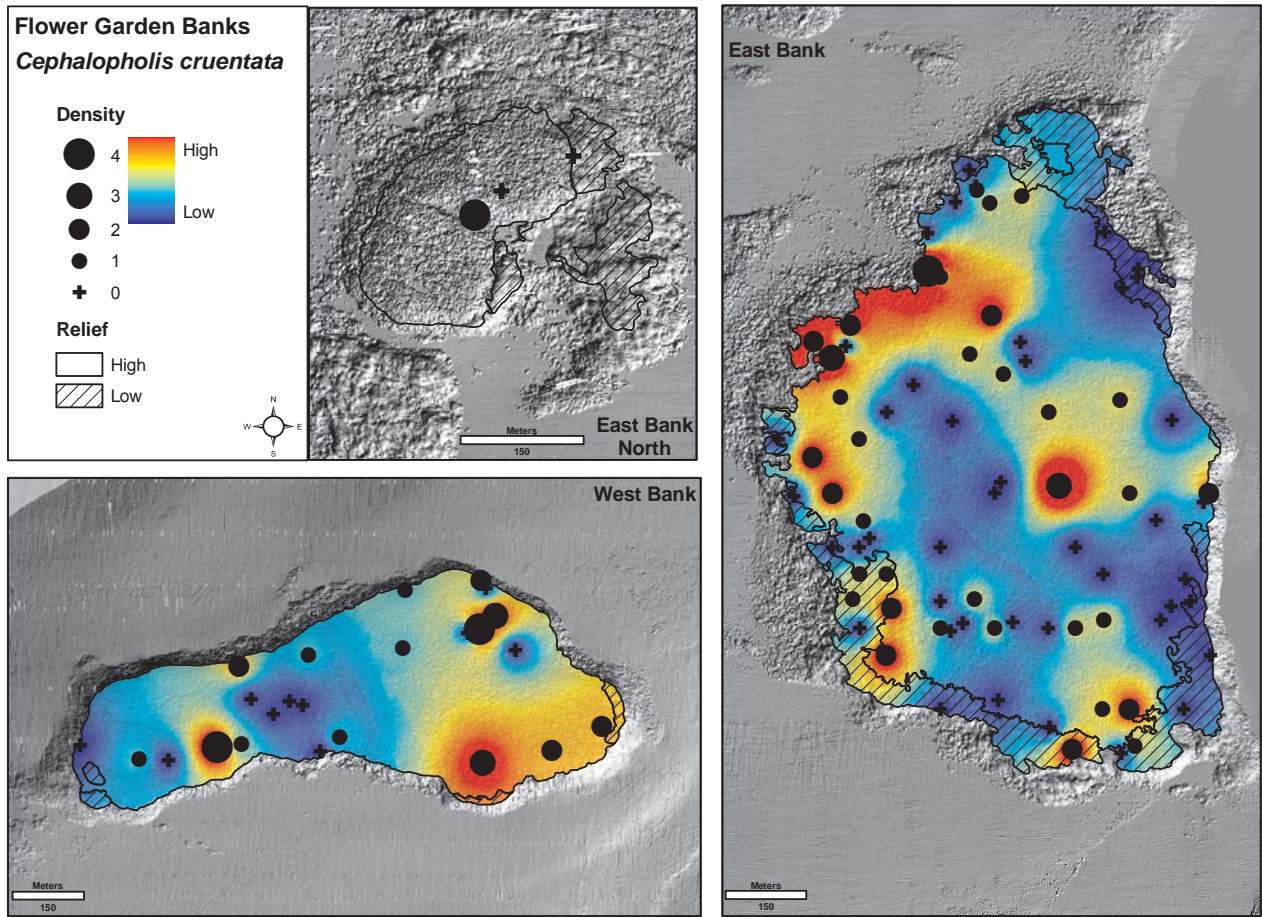 Flower Garden Banks
Cephalopholis cruentata
Density
4
3
2
1
0
High
Low
Relief
High
Low
N
W E
S
Meters
150
East Bank
North
West Bank
Meters
150
East Bank
Meters
150